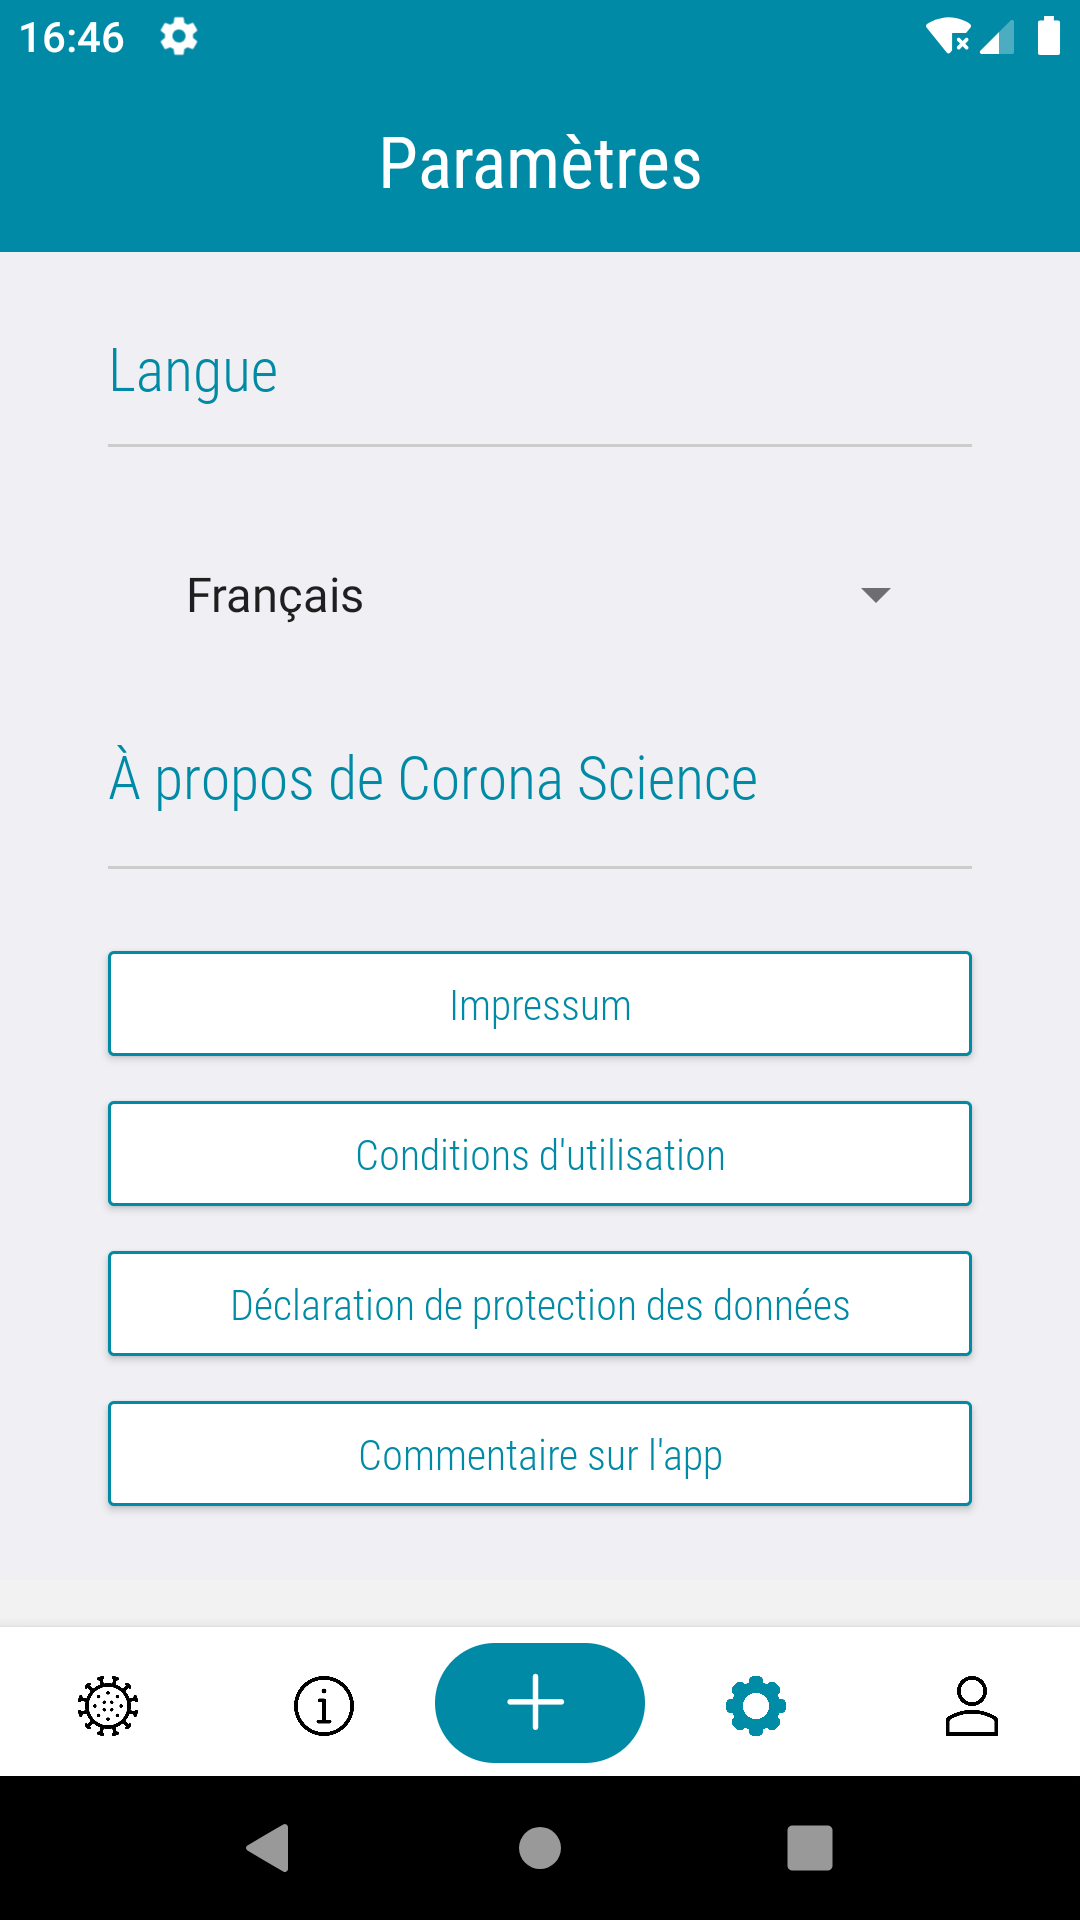 16:46
Paramètres
Langue
Français
À propos de Corona Science
Impressum
Conditions d'utilisation
Déclaration de protection des données
Commentaire sur l'app